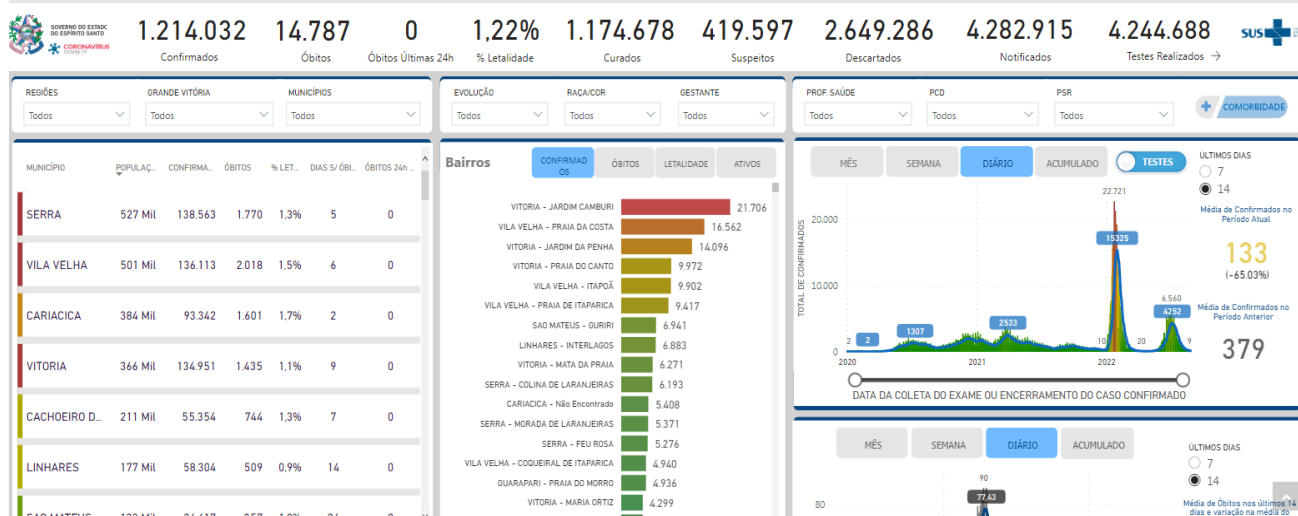 GOVERNO DO ESTADO
DO ESPÍRITO SANTO
CORONAVÍRUS
COVID-19
1.214.032 14.787 0 1,22% 1.174.678 419.597 2.649.286 4.282.915 4.244.688
Confirmados Óbitos Óbitos Últimas 24h % Letalidade Curados Suspeitos Descartados Notificados Testes Realizados →
SUS
REGIÕES GRANDE VITÓRIA MUNICÍPIOS
Todos Todos Todos
EVOLUÇÃO RAÇA/COR GESTANTE
Todos Todos Todos
PROF. SAÚDE PCD PSR
Todos Todos Todos
+ COMORBIDADE
MUNICÍPIO POPULAÇ... CONFIRMA... ÓBITOS % LET... DIAS S/ ÓBI... ÓBITOS 24h ...
SERRA 527 Mil 138.563 1.770 1,3% 5 0
VILA VELHA 501 Mil 136.113 2.018 1,5% 6 0
CARIACICA 384 Mil 93.342 1.601 1,7% 2 0
VITORIA 366 Mil 134.951 1.435 1,1% 9 0
CACHOEIRO D... 211 Mil 55.354 744 1,3% 7 0
LINHARES 177 Mil 58.304 509 0,9% 14 0
Bairros
CONFIRMAD
OS
ÓBITOS LETALIDADE ATIVOS
VITORIA - JARDIM CAMBURI 21.706
VILA VELHA - PRAIA DA COSTA 16.562
VITORIA - JARDIM DA PENHA 14.096
VITORIA - PRAIA DO CANTO 9.972
VILA VELHA - ITAPOÃ 9.902
VILA VELHA - PRAIA DE ITAPARICA 9.417
SAO MATEUS - GURIRI 6.941
LINHARES - INTERLAGOS 6.883
VITORIA - MATA DA PRAIA 6.271
SERRA - COLINA DE LARANJEIRAS 6.193
CARIACICA - Não Encontrado 5.408
SERRA - MORADA DE LARANJEIRAS 5.371
SERRA - FEU ROSA 5.276
VILA VELHA - COQUEIRAL DE ITAPARICA 4.940
GUARAPARI - PRAIA DO MORRO 4.936
VITORIA - MARIA ORTIZ 4.299
MÊS SEMANA DIÁRIO ACUMULADO TESTES
TOTAL DE CONFIRMADOS
20.000
10.000
0
22.721
15325
6.560
4252
2533
1307
2 2 10 20 9
2020 2021 2022
DATA DA COLETA DO EXAME OU ENCERRAMENTO DO CASO CONFIRMADO
ÚLTIMOS DIAS
7
14
Média de Confirmados no
Período Atual
133
(-65.03%)
Média de Confirmados no
Período Anterior
379
MÊS SEMANA DIÁRIO ACUMULADO
90
77,43
80
ÚLTIMOS DIAS
7
14
Média de Óbitos nos últimos 14
dias e variação na média do